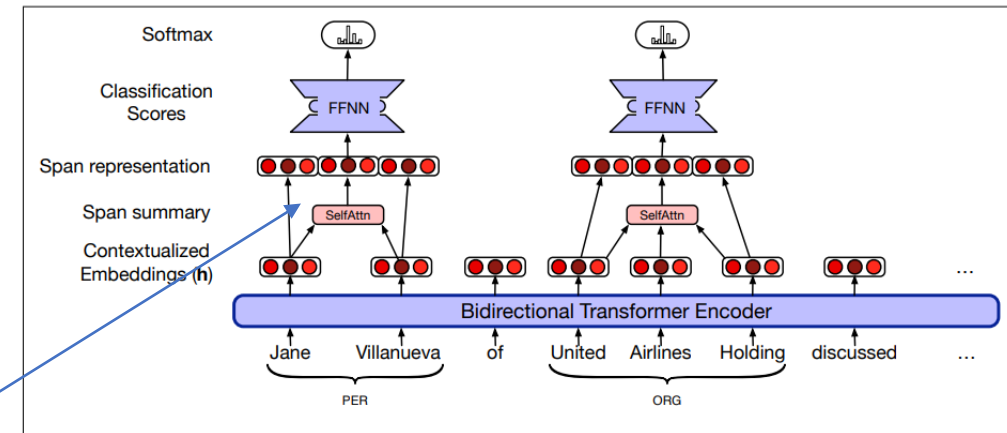 Softmax
Classification
Scores
FFNN
FFNN
Span representation
Span summary
SelfAttn
SelfAttn
Contextualized
Embeddings (h)
...
Bidirectional Transformer Encoder
Jane Villanueva of United Airlines Holding discussed ...
PER
ORG